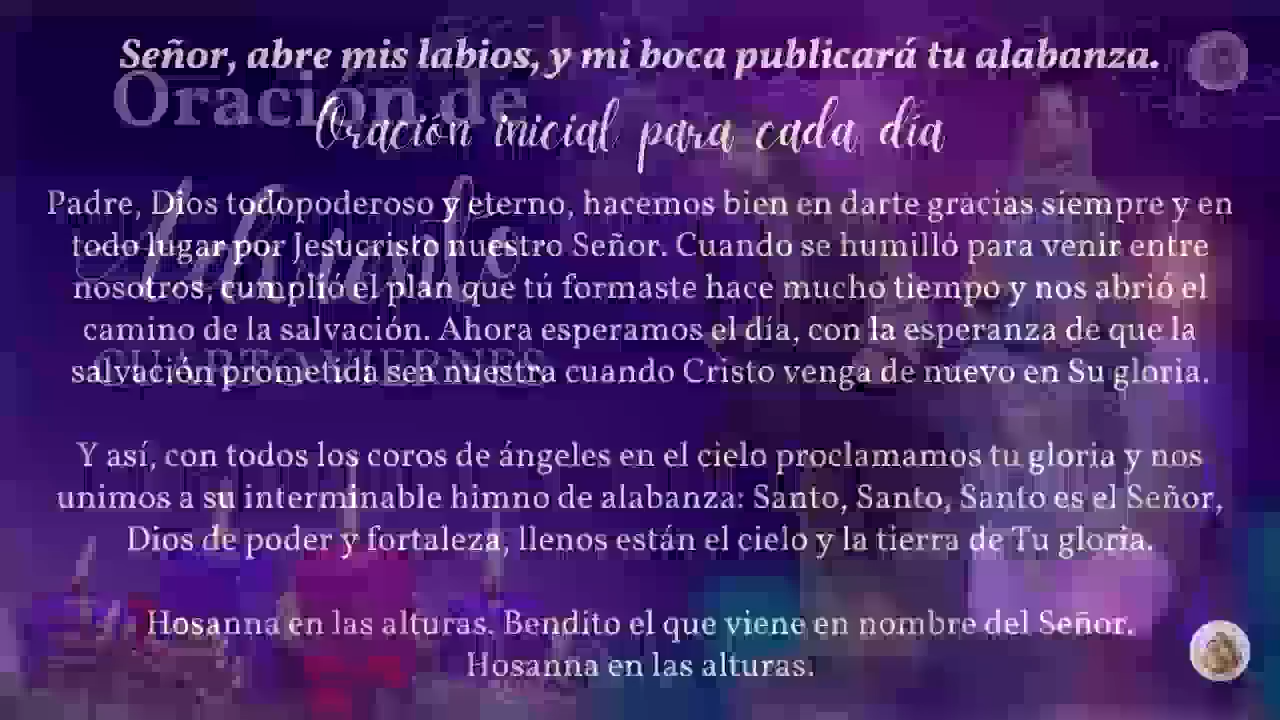 Señor, abre mis labios, y mi boca publicará tu alabanza.
Oración de
Oración inicial para cada día
Padre, Dios todopoderoso y eterno, hacemos bien en darte gracias siempre y en
todo lugar por Jesucristo nuestro Señor. Cuando se humilló para venir entre
Adviento
nosotros, cumplió el plan que tú formaste hace mucho tiempo y nos abrió el
camino de la salvación. Ahora esperamos el día, con la esperanza de que la
CUARTO VIERNES
salvación prometida sea nuestra cuando Cristo venga de nuevo en Su gloria.
Y así, con todos los coros de ángeles en el cielo proclamamos tu gloria y nos
unimos a su interminable himno de alabanza: Santo, Santo, Santo es el Señor,
Dios de poder y fortaleza; llenos están el cielo y la tierra de Tu gloria.
Hosanna en las alturas. Bendito el que viene en nombre del Señor.
Hosanna en las alturas.